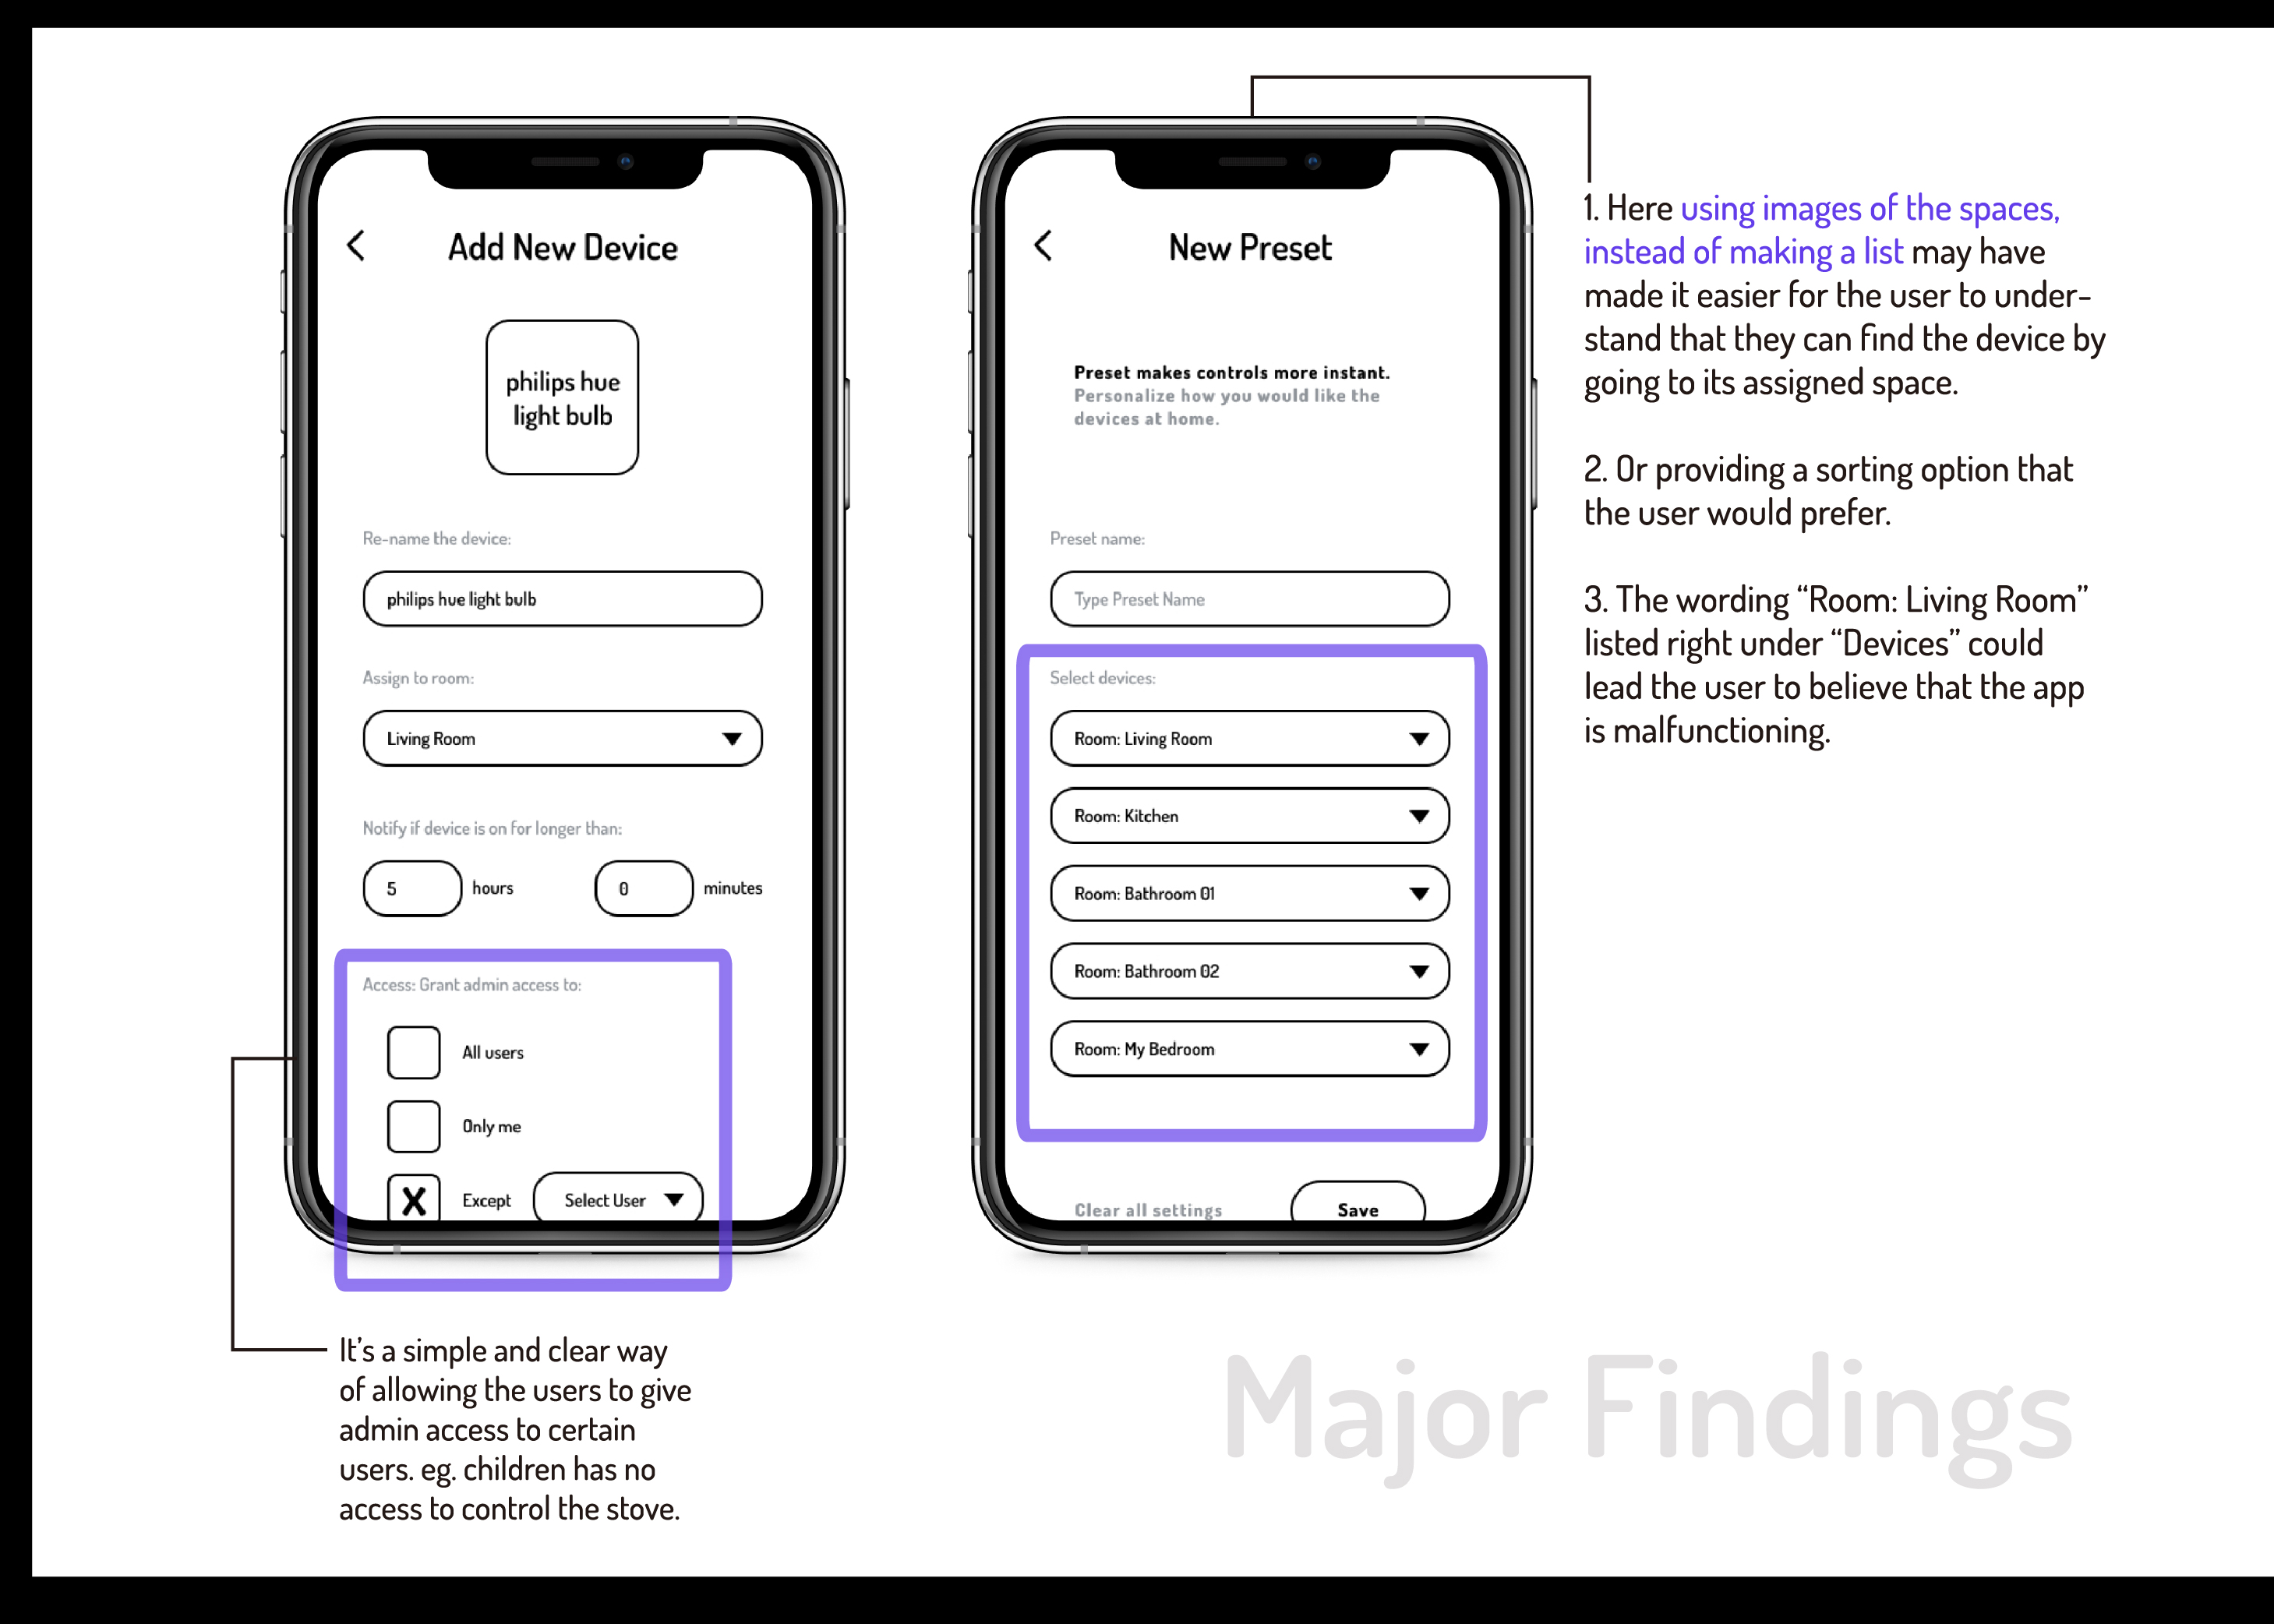 Add New Device
philips hue
light bulb
Re-name the device:
philips hue light bulb
Assign to room:
Living Room
Notify if device is on for longer than:
5 hours 0 minutes
Access: Grant admin access to:
All users
Only me
X Except Select User
It's a simple and clear way
of allowing the users to give
admin access to certain
users. eg. children has no
access to control the stove.
New Preset
Preset makes controls more instant.
Personalize how you would like the
devices at home.
Preset name:
Type Preset Name
Select devices:
Room: Living Room
Room: Kitchen
Room: Bathroom 01
Room: Bathroom 02
Room: My Bedroom
Clear all settings Save
1. Here using images of the spaces,
instead of making a list may have
made it easier for the user to under-
stand that they can find the device by
going to its assigned space.
2. Or providing a sorting option that
the user would prefer.
3. The wording “Room: Living Room”
listed right under “Devices” could
lead the user to believe that the app
is malfunctioning.
Major Findings